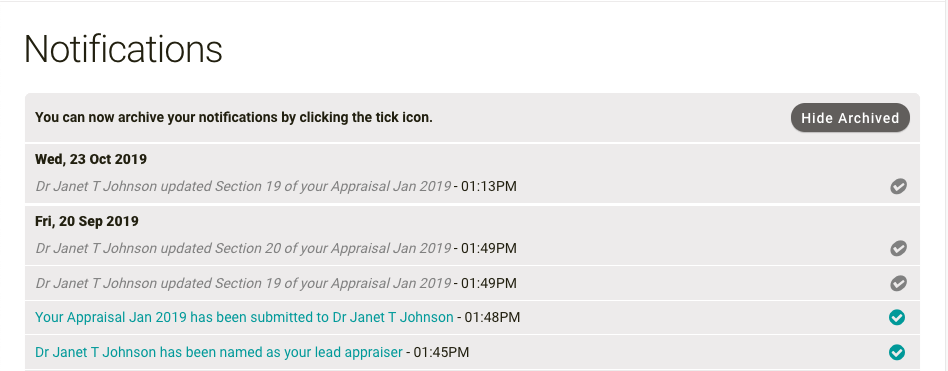 Notifications
You can now archive your notifications by clicking the tick icon.
Hide Archived
Wed, 23 Oct 2019
Dr Janet T Johnson updated Section 19 of your Appraisal Jan 2019 - 01:13PM
Fri, 20 Sep 2019
Dr Janet T Johnson updated Section 20 of your Appraisal Jan 2019 - 01:49PM
Dr Janet T Johnson updated Section 19 of your Appraisal Jan 2019 - 01:49PM
Your Appraisal Jan 2019 has been submitted to Dr Janet T Johnson - 01:48PM
Dr Janet T Johnson has been named as your lead appraiser - 01:45PM